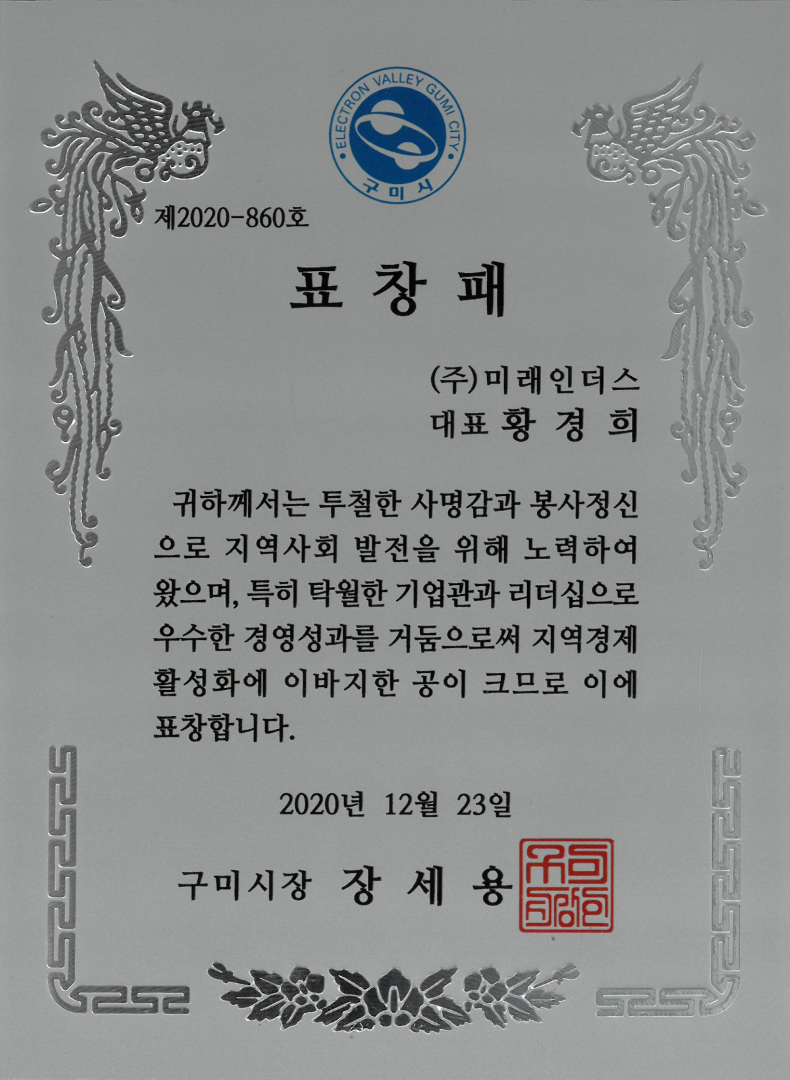 ELECTRON VALLEY GUMI CITY
구미시
제2020-860호
표창패
(주)미래인더스
대표 황경희
귀하께서는 투철한 사명감과 봉사정신
으로 지역사회 발전을 위해 노력하여
왔으며, 특히 탁월한 기업관과 리더십으로
우수한 경영성과를 거둠으로써 지역경제
활성화에 이바지한 공이 크므로 이에
표창합니다.
2020년 12월 23일
구미시장 장세용